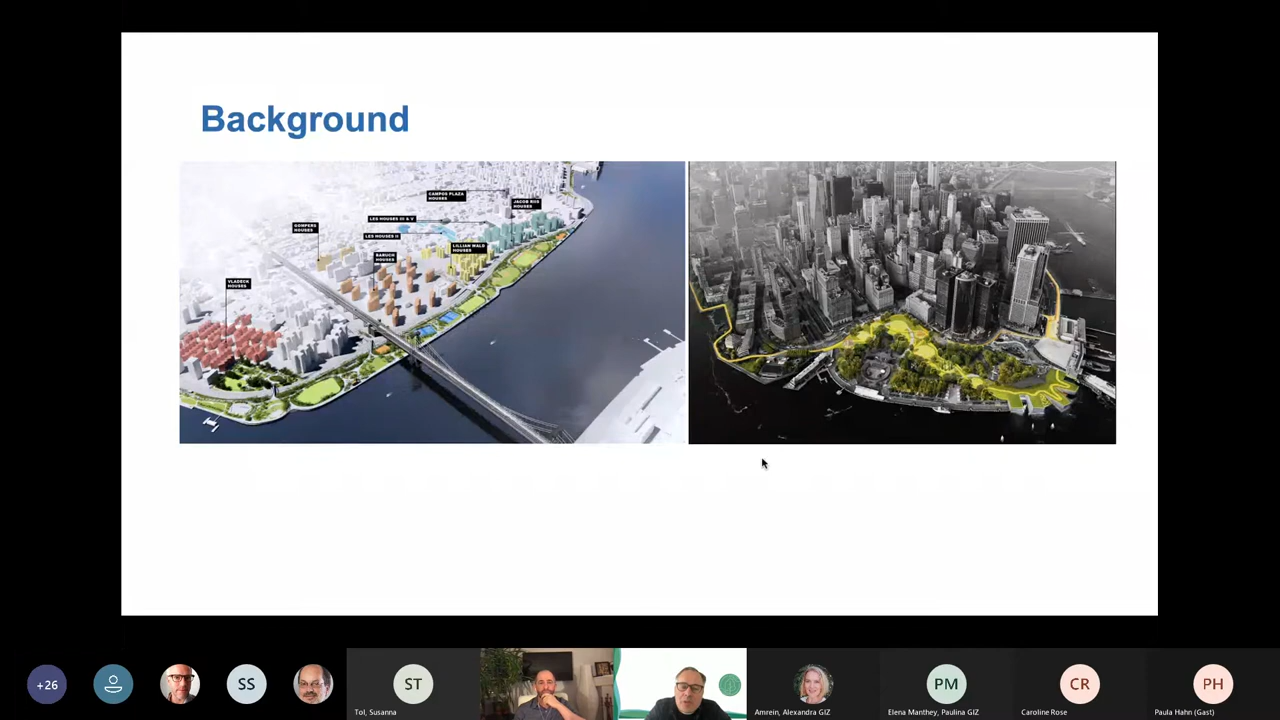 Background
CAMPOS PLAZA
HOUSES
JACOB RIIS
HOUSES
LES HOUSES III & V
GOMPERS
HOUSES
LES HOUSES II
LILLIAN WALD
HOUSES
BARUCH
HOUSES
VLADECK
HOUSES
+26
SS
ST
PM
CR
PH
Tol, Susanna
Amrein, Alexandra GIZ
Elena Manthey, Paulina GIZ
Caroline Rose
Paula Hahn (Gast)